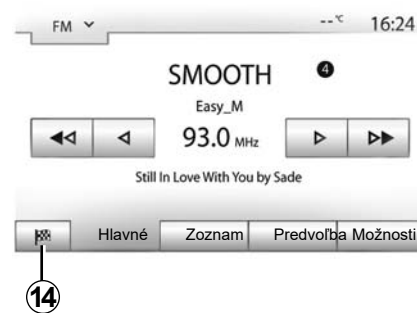 FM --°C 16:24
SMOOTH 4
Easy_M
93.0 MHz
Still In Love With You by Sade
Hlavné Zoznam Predvoľba Možnosti
14